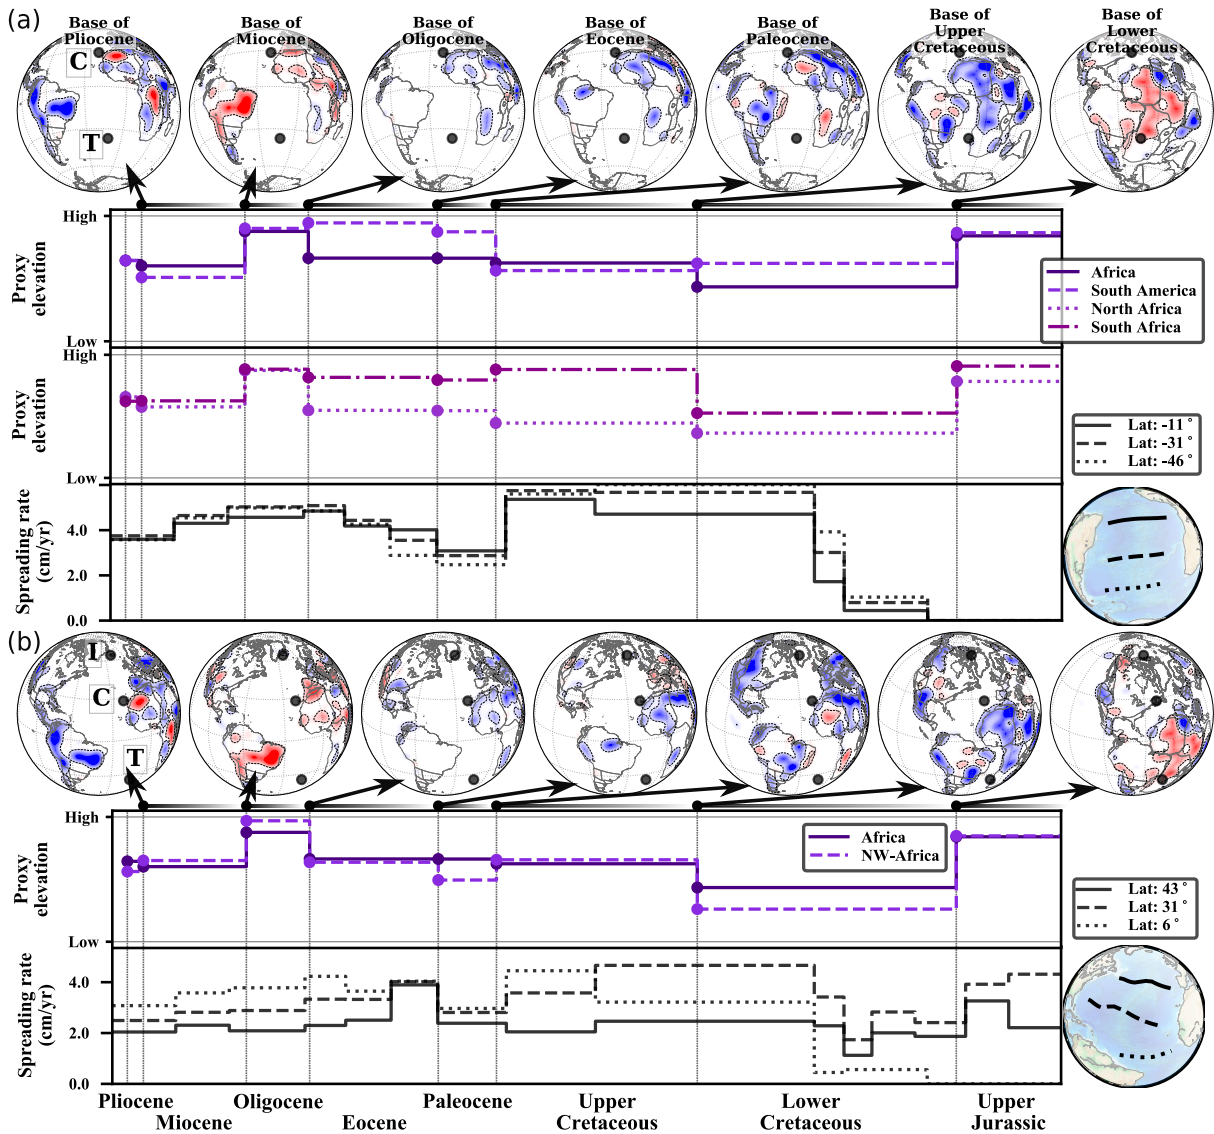 (a)
Base of
Pliocene
Base of
Miocene
Base of
Oligocene
Base of
Eocene
Base of
Paleocene
Base of
Upper
Cretaceous
Base of
Lower
Cretaceous
C
T
High
Proxy
elevation
Low
Africa
South America
North Africa
South Africa
High
Proxy
elevation
Low
Lat: -11°
Lat: -31°
Lat: -46°
Spreading rate
(cm/yr)
4.0
2.0
0.0
(b)
I
C
T
High
Proxy
elevation
Low
Africa
NW-Africa
Lat: 43°
Lat: 31°
Lat: 6°
Spreading rate
(cm/yr)
4.0
2.0
0.0
Pliocene
Miocene
Oligocene
Eocene
Paleocene
Upper
Cretaceous
Lower
Cretaceous
Upper
Jurassic